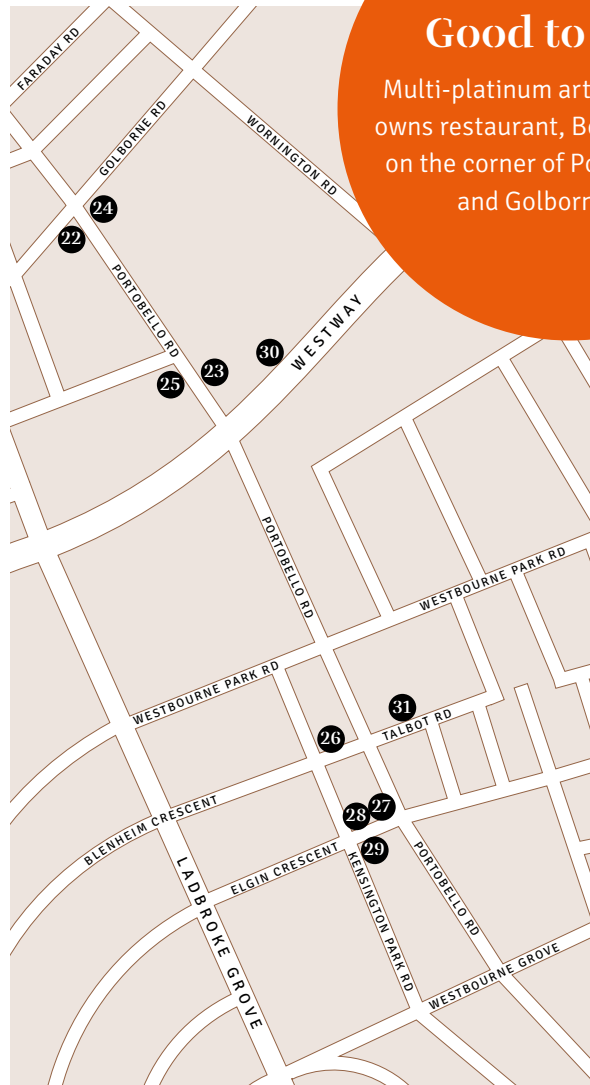 Good to
Multi-platinum art
owns restaurant, Be
on the corner of Po
and Golborn
FARADAY RD
GOLBORNE RD
WORNINGTON RD
24
22
PORTOBELLO RD
WESTWAY
30
23
25
PORTOBELLO RD
WESTBOURNE PARK RD
WESTBOURNE PARK RD
31
TALBOT RD
26
BLENHEIM CRESCENT
27
28
29
ELGIN CRESCENT
LADBROKE GROVE
KENSINGTON PARK RD
PORTOBELLO RD
WESTBOURNE GROVE